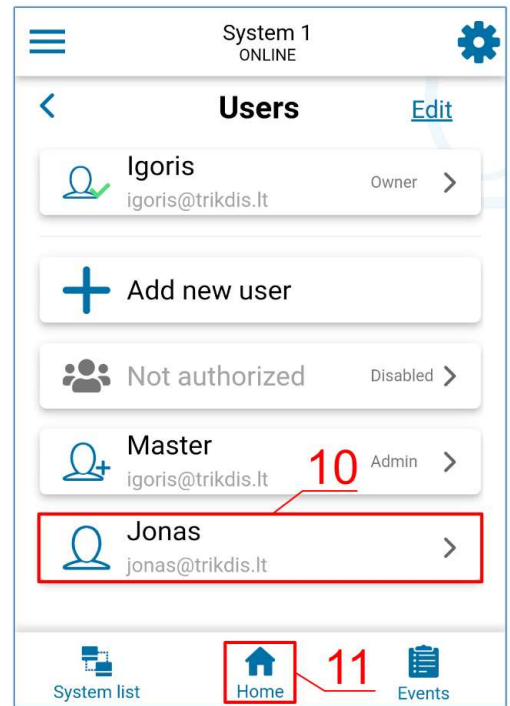 System 1
ONLINE
Users
Edit
Igoris
igoris@trikdis.lt
Owner
Add new user
Not authorized
Disabled
Master
igoris@trikdis.lt
Admin
10
Jonas
jonas@trikdis.lt
System list
Home
11
Events